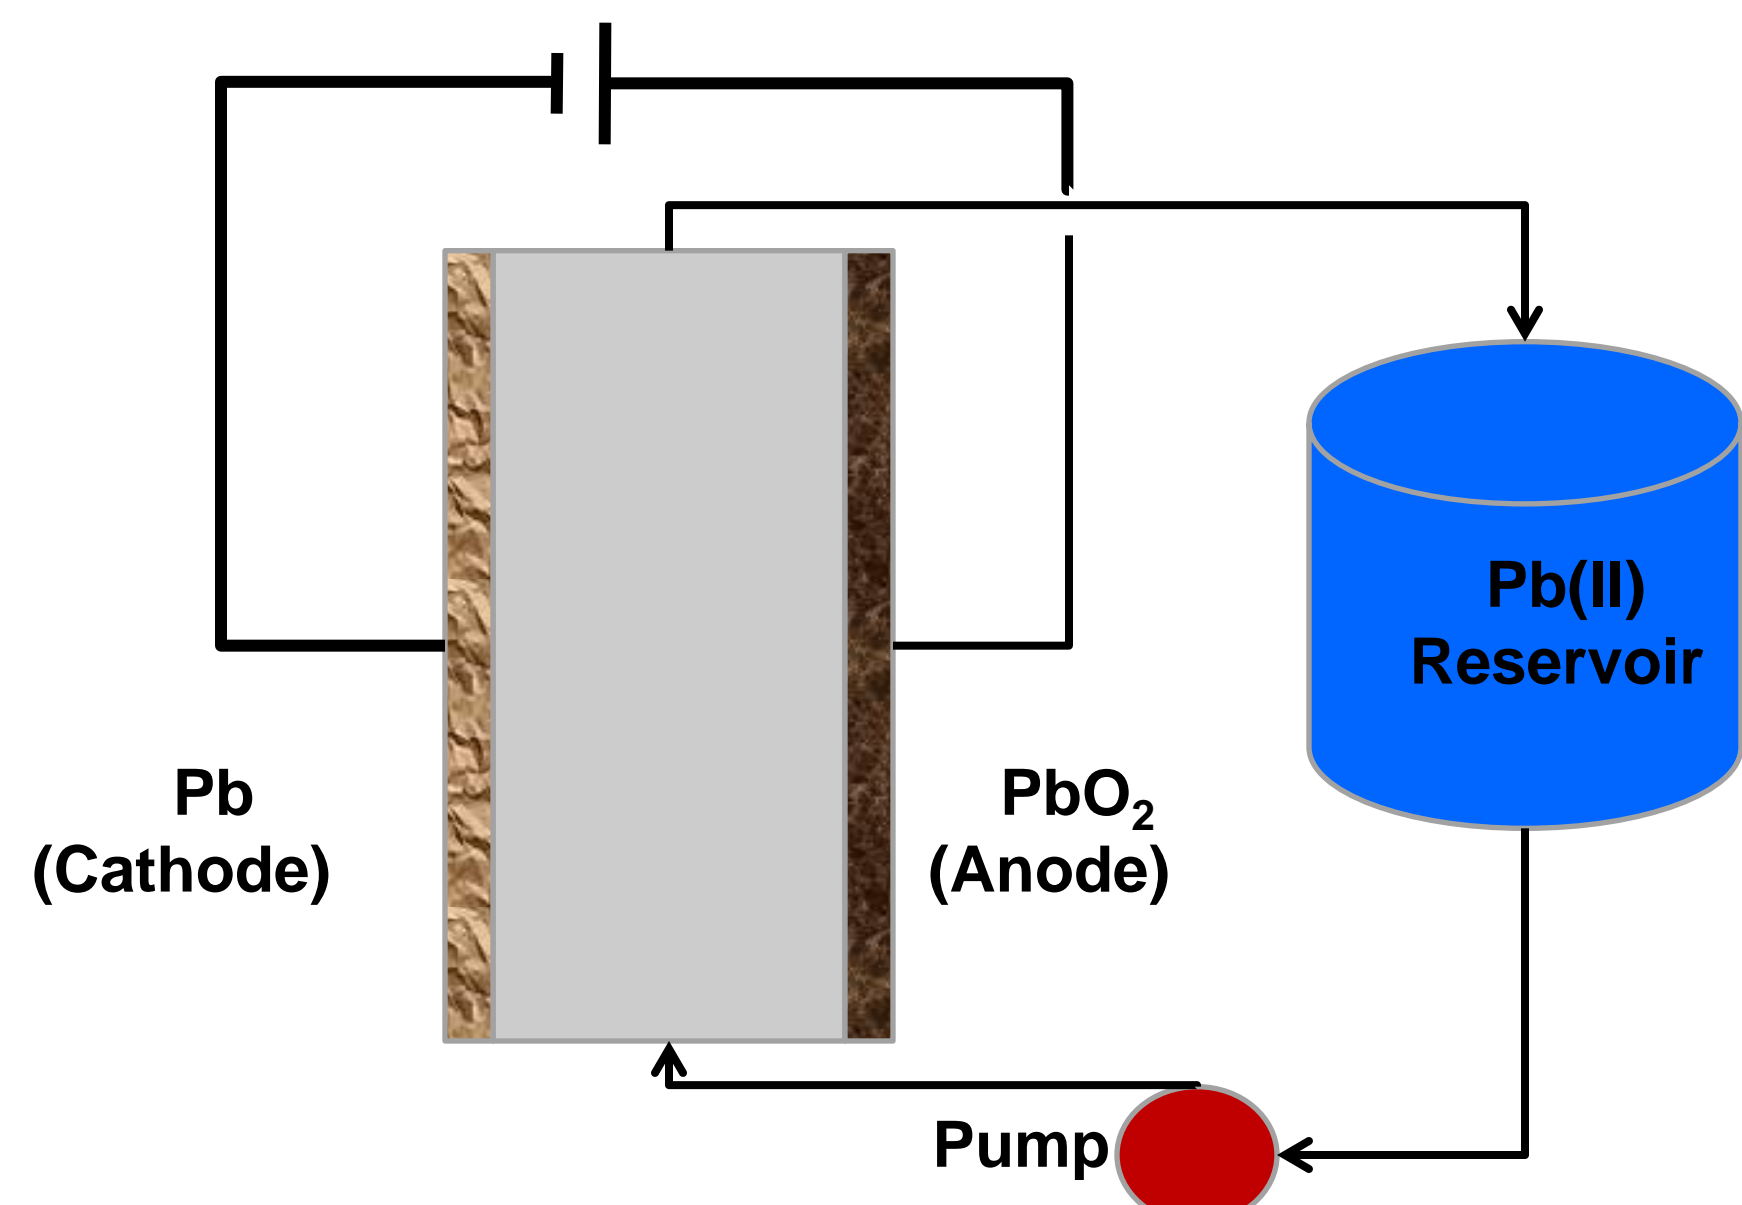 Pb(II)
Reservoir
Pb
(Cathode)
PbO₂
(Anode)
Pump